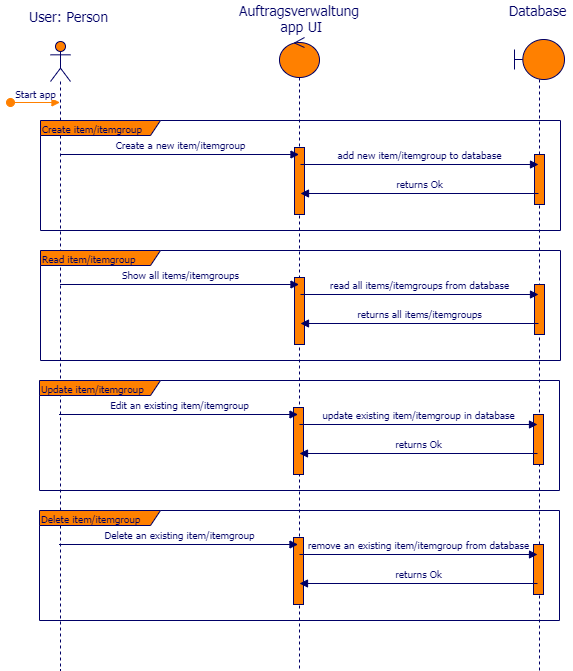 User: Person
Auftragsverwaltung
app UI
Database
Start app
Create item/itemgroup
Create a new item/itemgroup
add new item/itemgroup to database
returns Ok
Read item/itemgroup
Show all items/itemgroups
read all items/itemgroups from database
returns all items/itemgroups
Update item/itemgroup
Edit an existing item/itemgroup
update existing item/itemgroup in database
returns Ok
Delete item/itemgroup
Delete an existing item/itemgroup
remove an existing item/itemgroup from database
returns Ok